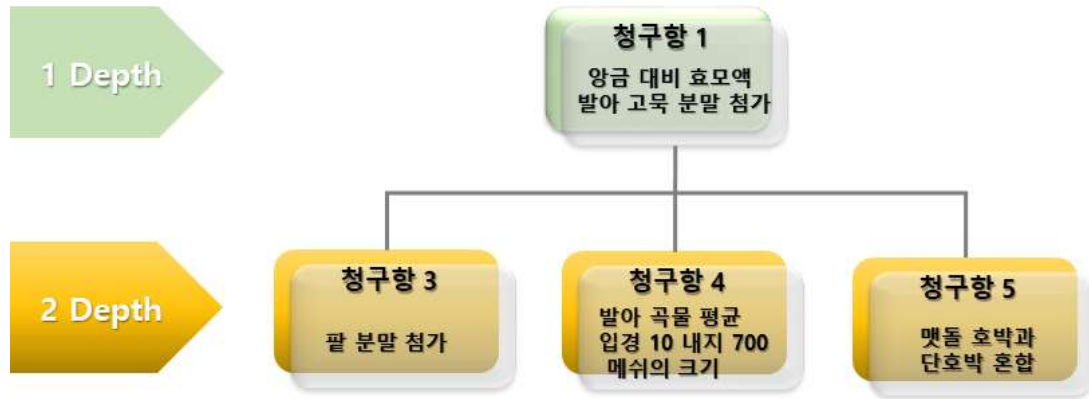 1 Depth
청구항 1
앙금 대비 효모액
발아 고묵 분말 첨가
2 Depth
청구항 3
팥 분말 첨가
청구항 4
발아 곡물 평균
입경 10 내지 700
메쉬의 크기
청구항 5
맷돌 호박과
단호박 혼합